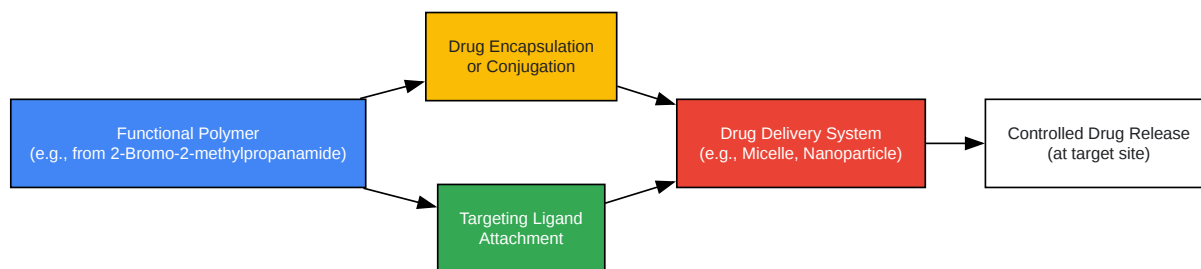 Drug Encapsulation
or Conjugation
Functional Polymer
(e.g., from 2-Bromo-2-methylpropanamide)
Drug Delivery System
(e.g., Micelle, Nanoparticle)
Controlled Drug Release
(at target site)
Targeting Ligand
Attachment